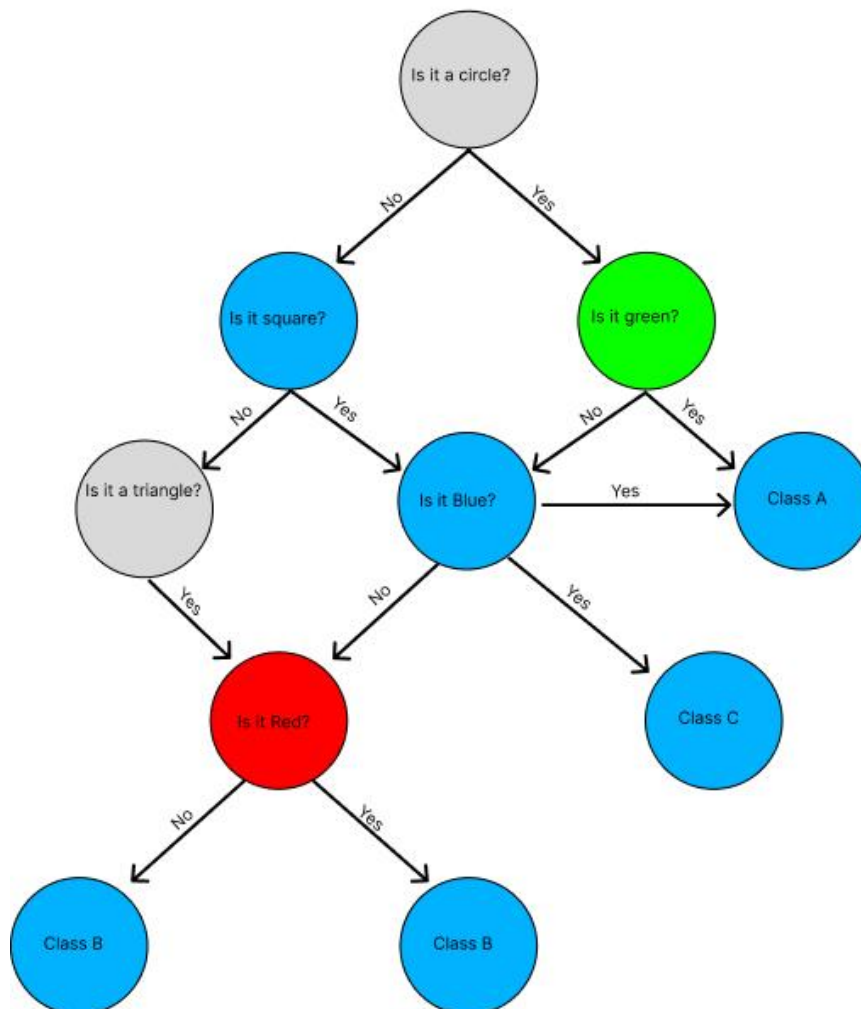 Is it a circle?
No
Yes
Is it square?
Is it green?
No
Yes
No
Yes
Is it a triangle?
Is it Blue?
Yes
Class A
Yes
No
Yes
Is it Red?
Class C
No
Yes
Class B
Class B